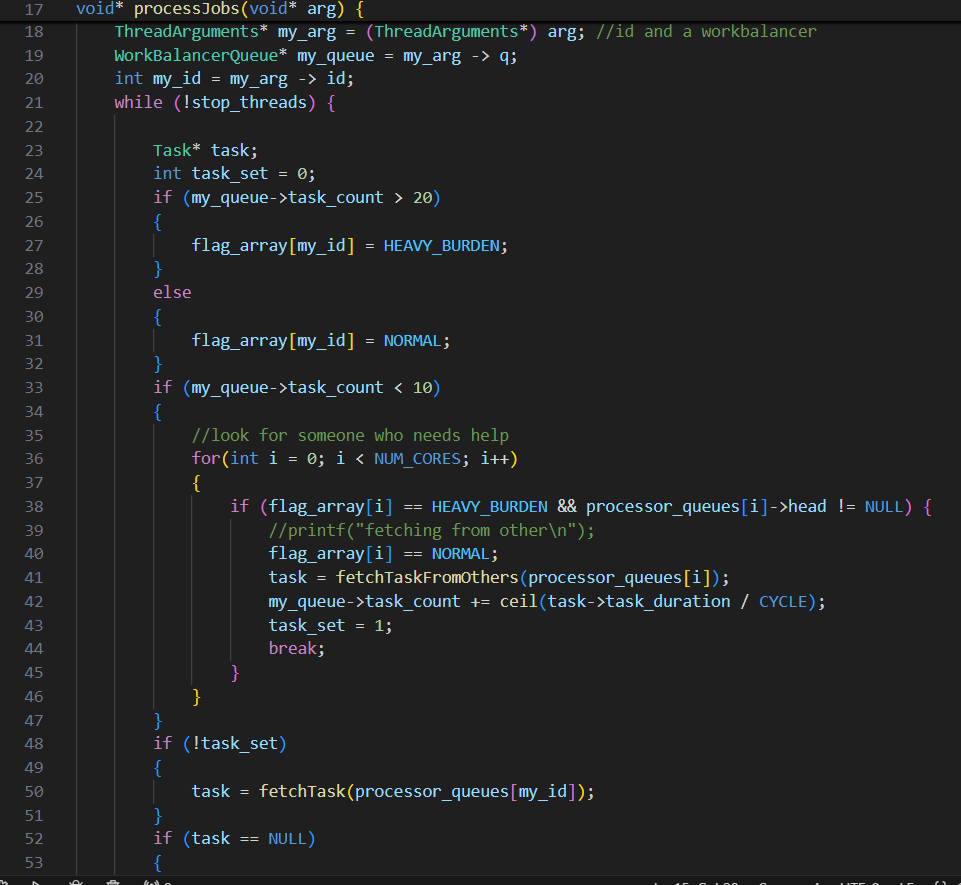 17 void* processJobs(void* arg) {
18 ThreadArguments* my_arg = (ThreadArguments*) arg; //id and a workbalancer
19 WorkBalancerQueue* my_queue = my_arg -> q;
20 int my_id = my_arg -> id;
21 while (!stop_threads) {
22
23 Task* task;
24 int task_set = 0;
25 if (my_queue->task_count > 20)
26 {
27 flag_array[my_id] = HEAVY_BURDEN;
28 }
29 else
30 {
31 flag_array[my_id] = NORMAL;
32 }
33 if (my_queue->task_count < 10)
34 {
35 //look for someone who needs help
36 for(int i = 0; i < NUM_CORES; i++)
37 {
38 if (flag_array[i] == HEAVY_BURDEN && processor_queues[i]->head != NULL) {
39 //printf("fetching from other\n");
40 flag_array[i] == NORMAL;
41 task = fetchTaskFromOthers(processor_queues[i]);
42 my_queue->task_count += ceil(task->task_duration / CYCLE);
43 task_set = 1;
44 break;
45 }
46 }
47 }
48 if (!task_set)
49 {
50 task = fetchTask(processor_queues[my_id]);
51 }
52 if (task == NULL)
53 {